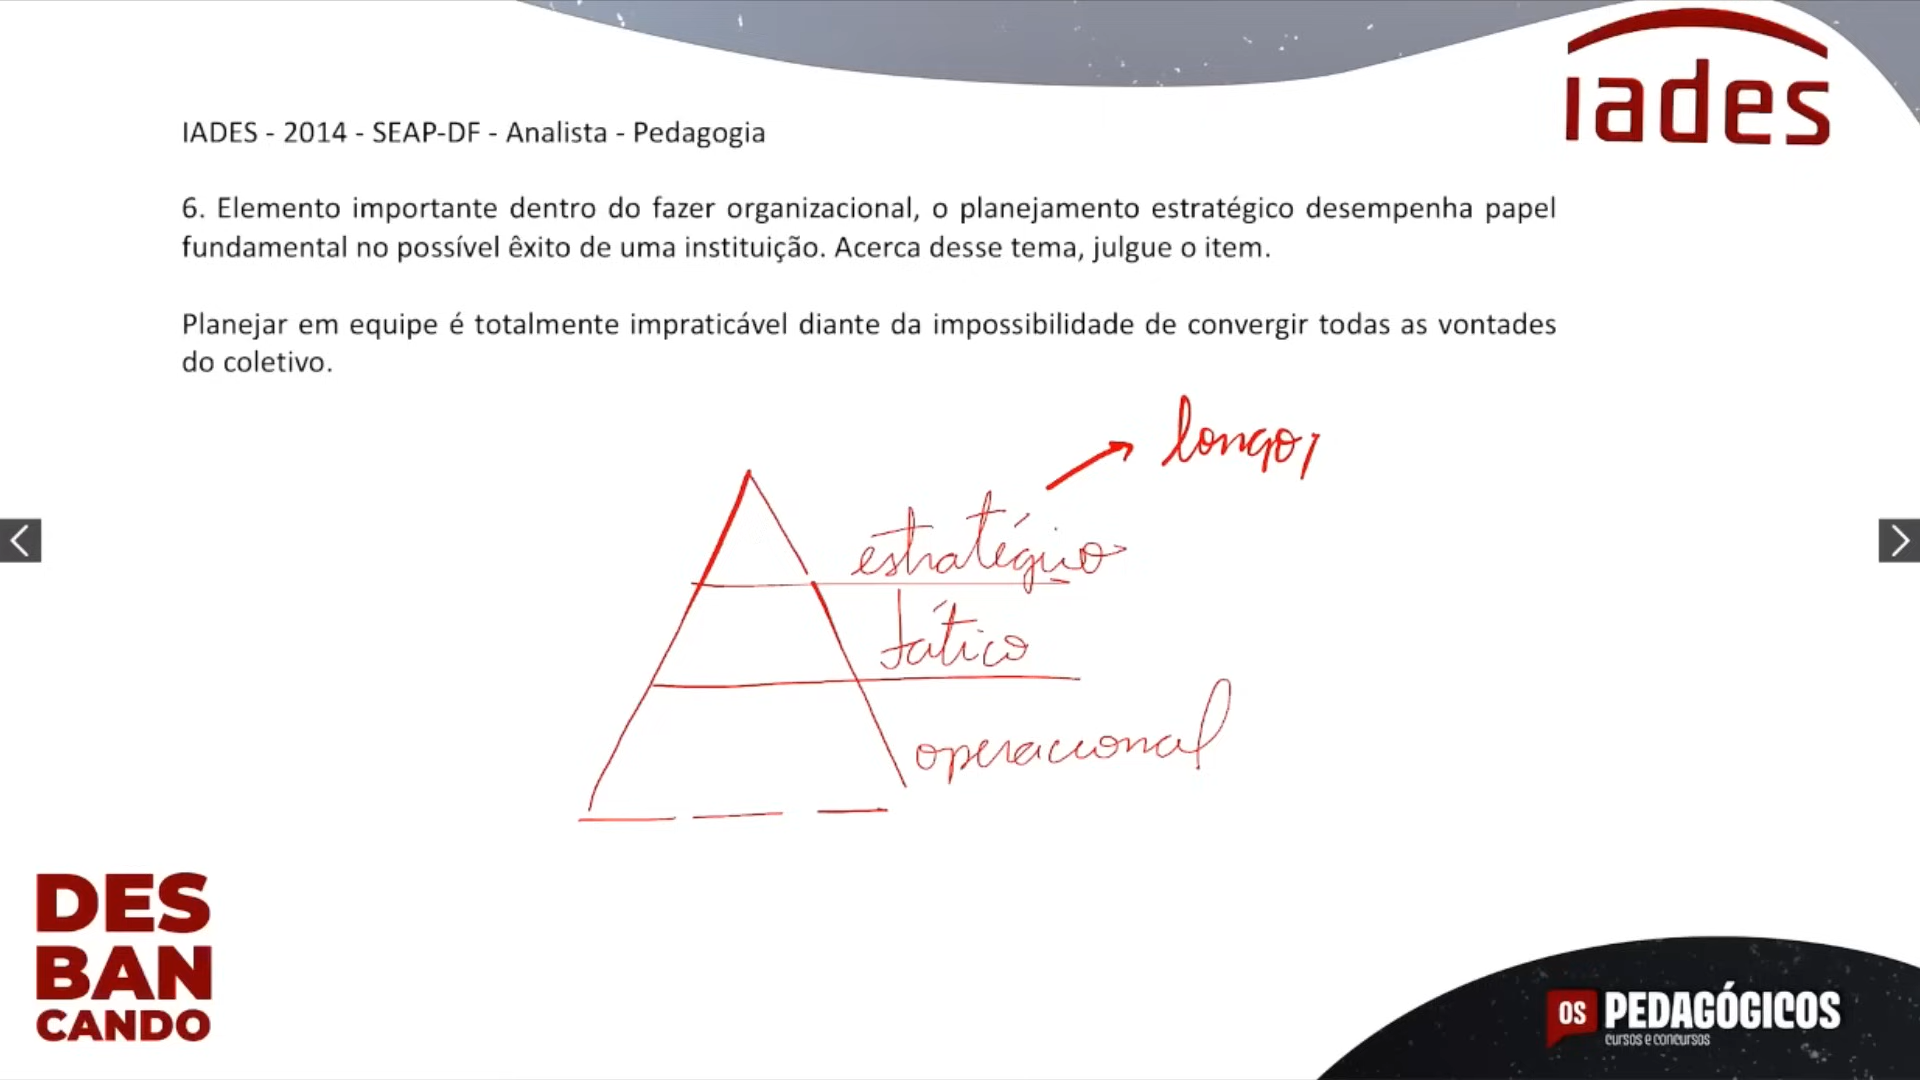 iades
IADES - 2014 - SEAP-DF - Analista - Pedagogia
6. Elemento importante dentro do fazer organizacional, o planejamento estratégico desempenha papel
fundamental no possível êxito de uma instituição. Acerca desse tema, julgue o item.
Planejar em equipe é totalmente impraticável diante da impossibilidade de convergir todas as vontades
do coletivo.
longo
estratégico
tático
operacional
DES
BAN
CANDO
OS PEDAGÓGICOS
cursos e concursos